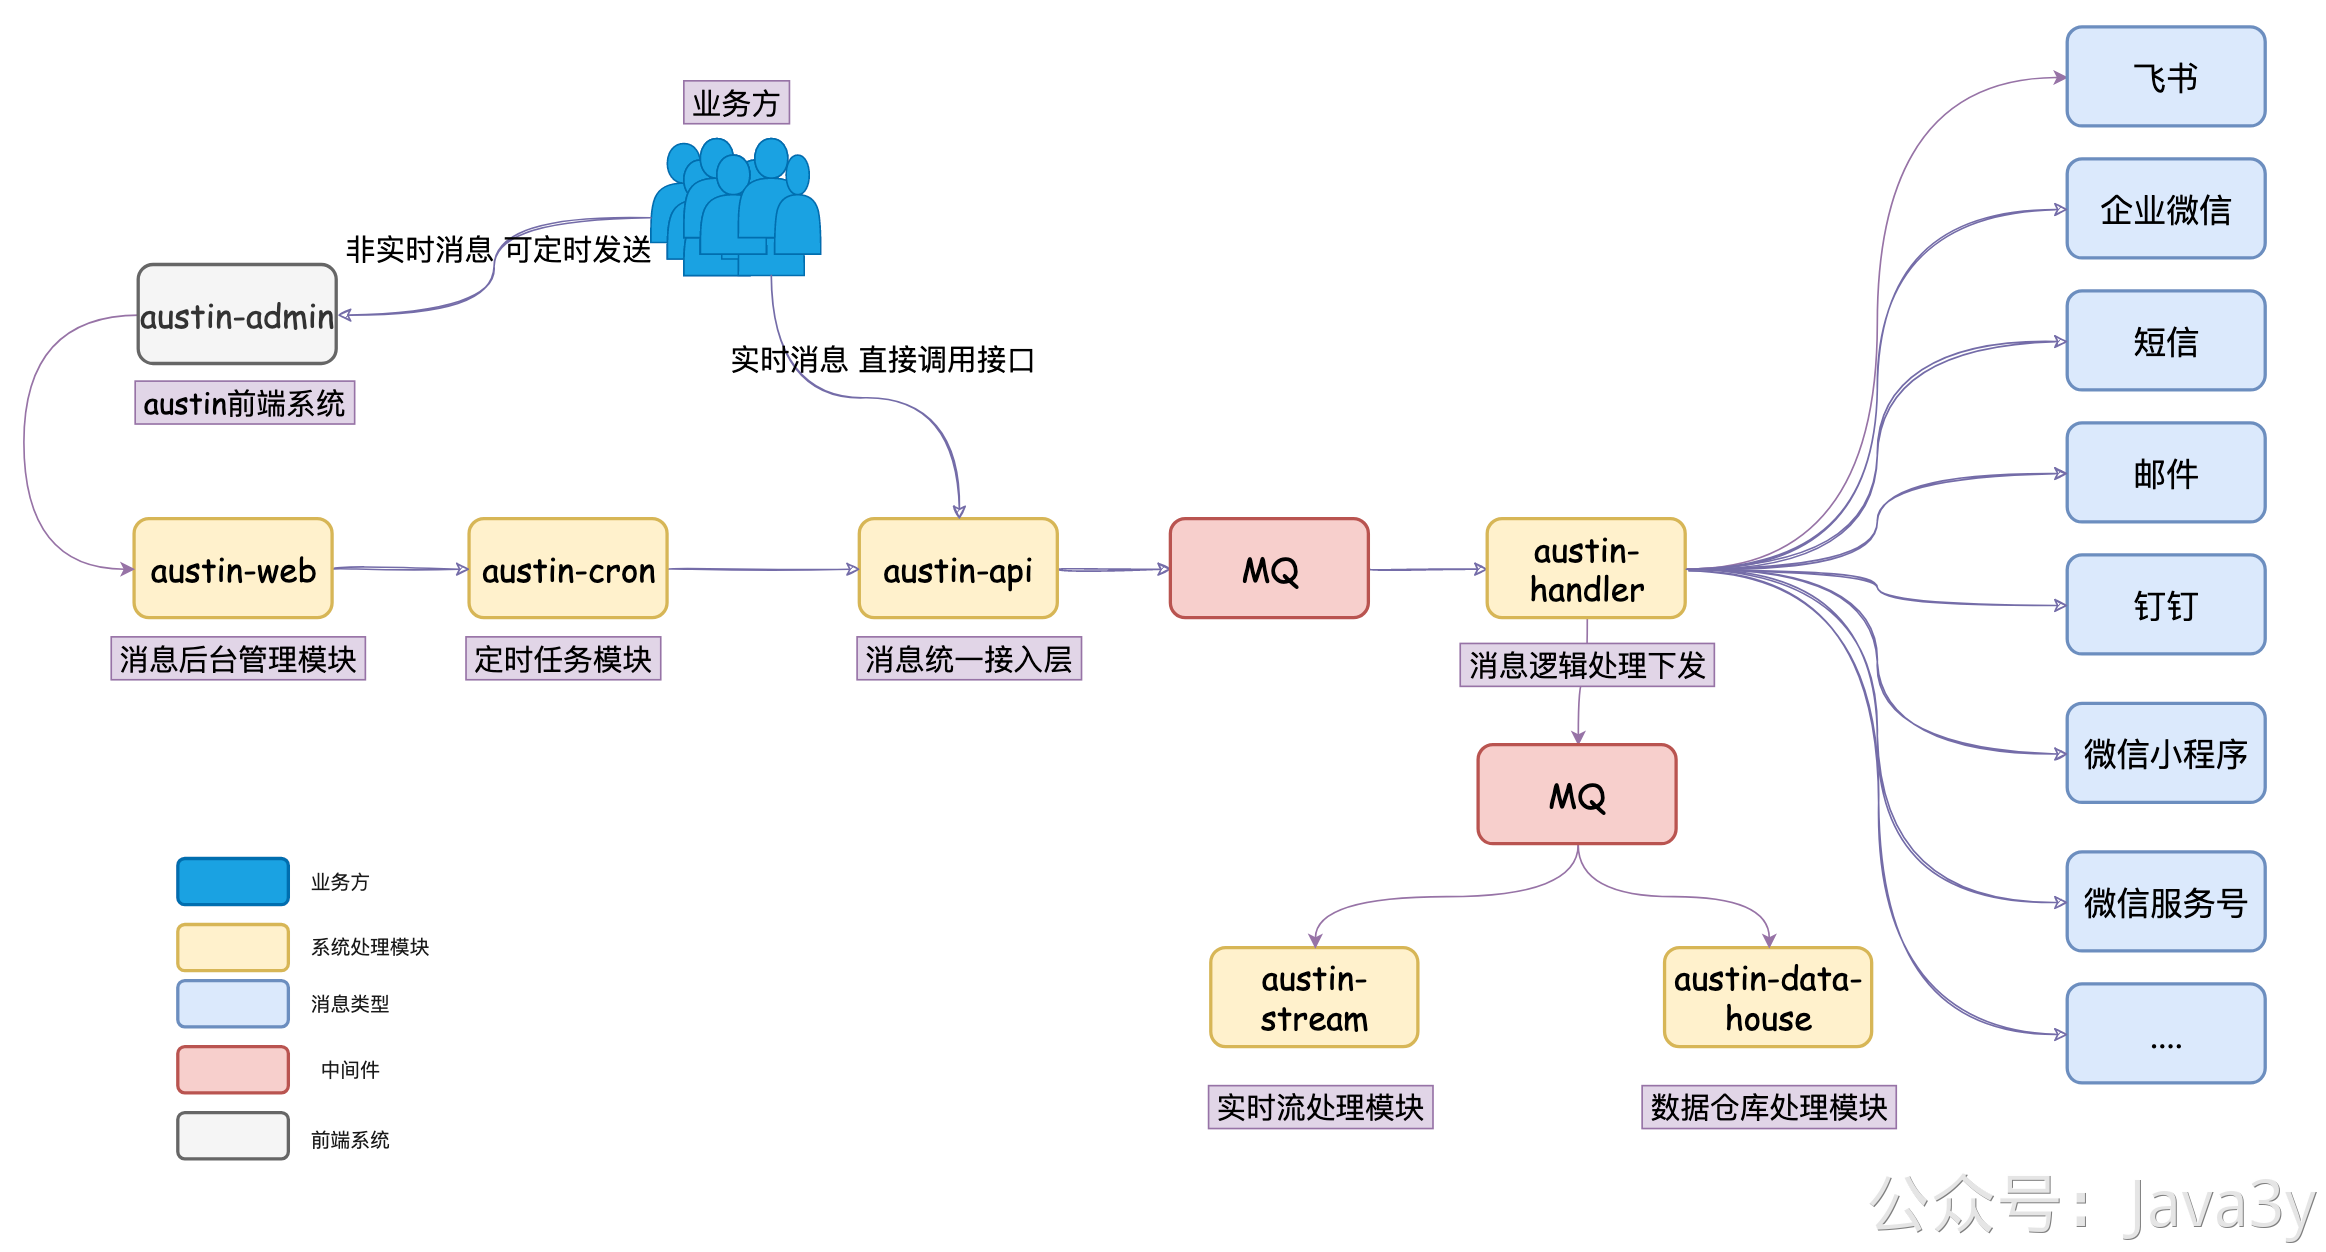 业务方
非实时消息 可定时发送
austin-admin
austin前端系统
实时消息 直接调用接口
austin-web
消息后台管理模块
austin-cron
定时任务模块
austin-api
消息统一接入层
MQ
austin-
handler
消息逻辑处理下发
MQ
austin-
stream
实时流处理模块
austin-data-
house
数据仓库处理模块
飞书
企业微信
短信
邮件
钉钉
微信小程序
微信服务号
....
业务方
系统处理模块
消息类型
中间件
前端系统
公众号：Java3y